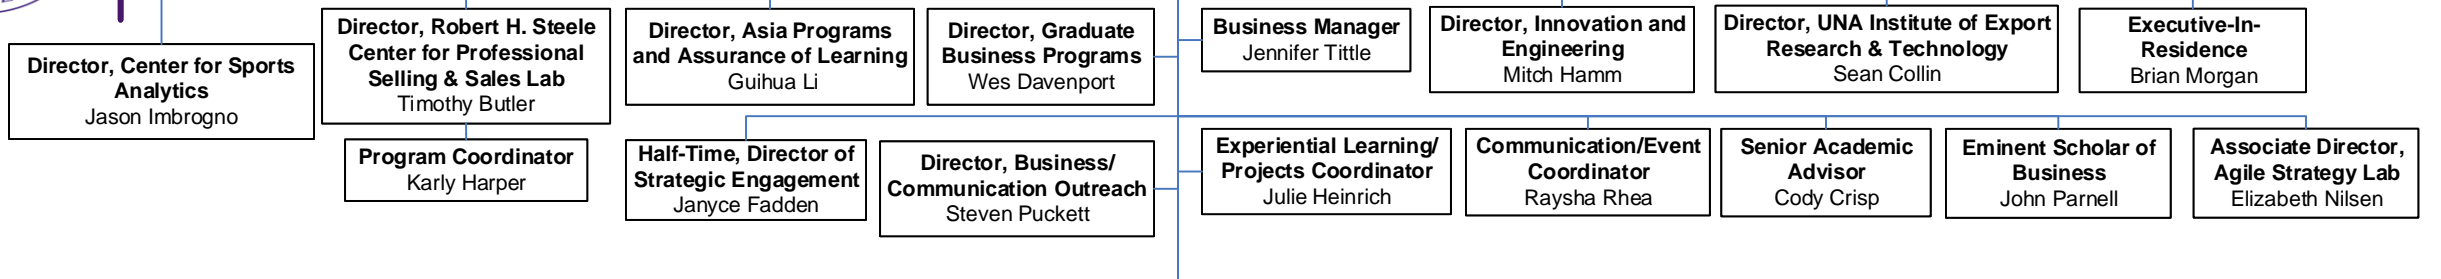 Director, Center for Sports
Analytics
Jason Imbrogno
Director, Robert H. Steele
Center for Professional
Selling & Sales Lab
Timothy Butler
Director, Asia Programs
and Assurance of Learning
Guihua Li
Director, Graduate
Business Programs
Wes Davenport
Business Manager
Jennifer Tittle
Director, Innovation and
Engineering
Mitch Hamm
Director, UNA Institute of Export
Research & Technology
Sean Collin
Executive-In-
Residence
Brian Morgan
Program Coordinator
Karly Harper
Half-Time, Director of
Strategic Engagement
Janyce Fadden
Director, Business/
Communication Outreach
Steven Puckett
Experiential Learning/
Projects Coordinator
Julie Heinrich
Communication/Event
Coordinator
Raysha Rhea
Senior Academic
Advisor
Cody Crisp
Eminent Scholar of
Business
John Parnell
Associate Director,
Agile Strategy Lab
Elizabeth Nilsen